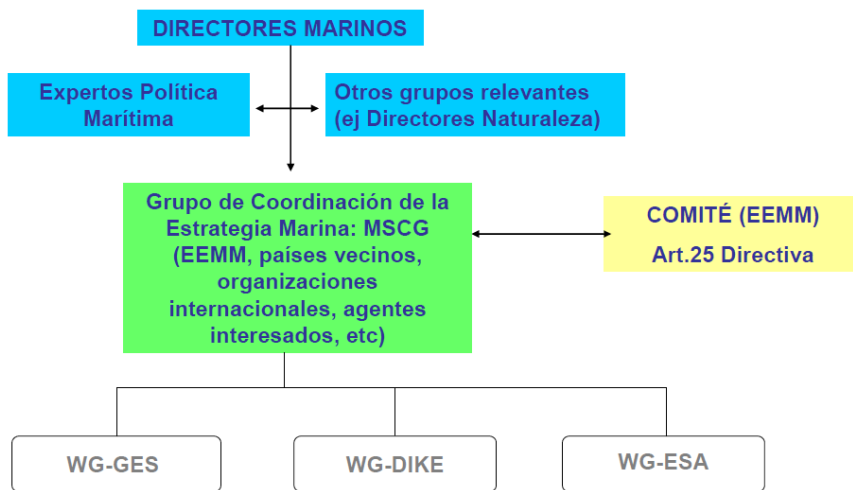 DIRECTORES MARINOS
Expertos Política
Marítima
Otros grupos relevantes
(ej Directores Naturaleza)
Grupo de Coordinación de la
Estrategia Marina: MSCG
(EEMM, países vecinos,
organizaciones
internacionales, agentes
interesados, etc)
COMITÉ (EEMM)
Art.25 Directiva
WG-GES
WG-DIKE
WG-ESA